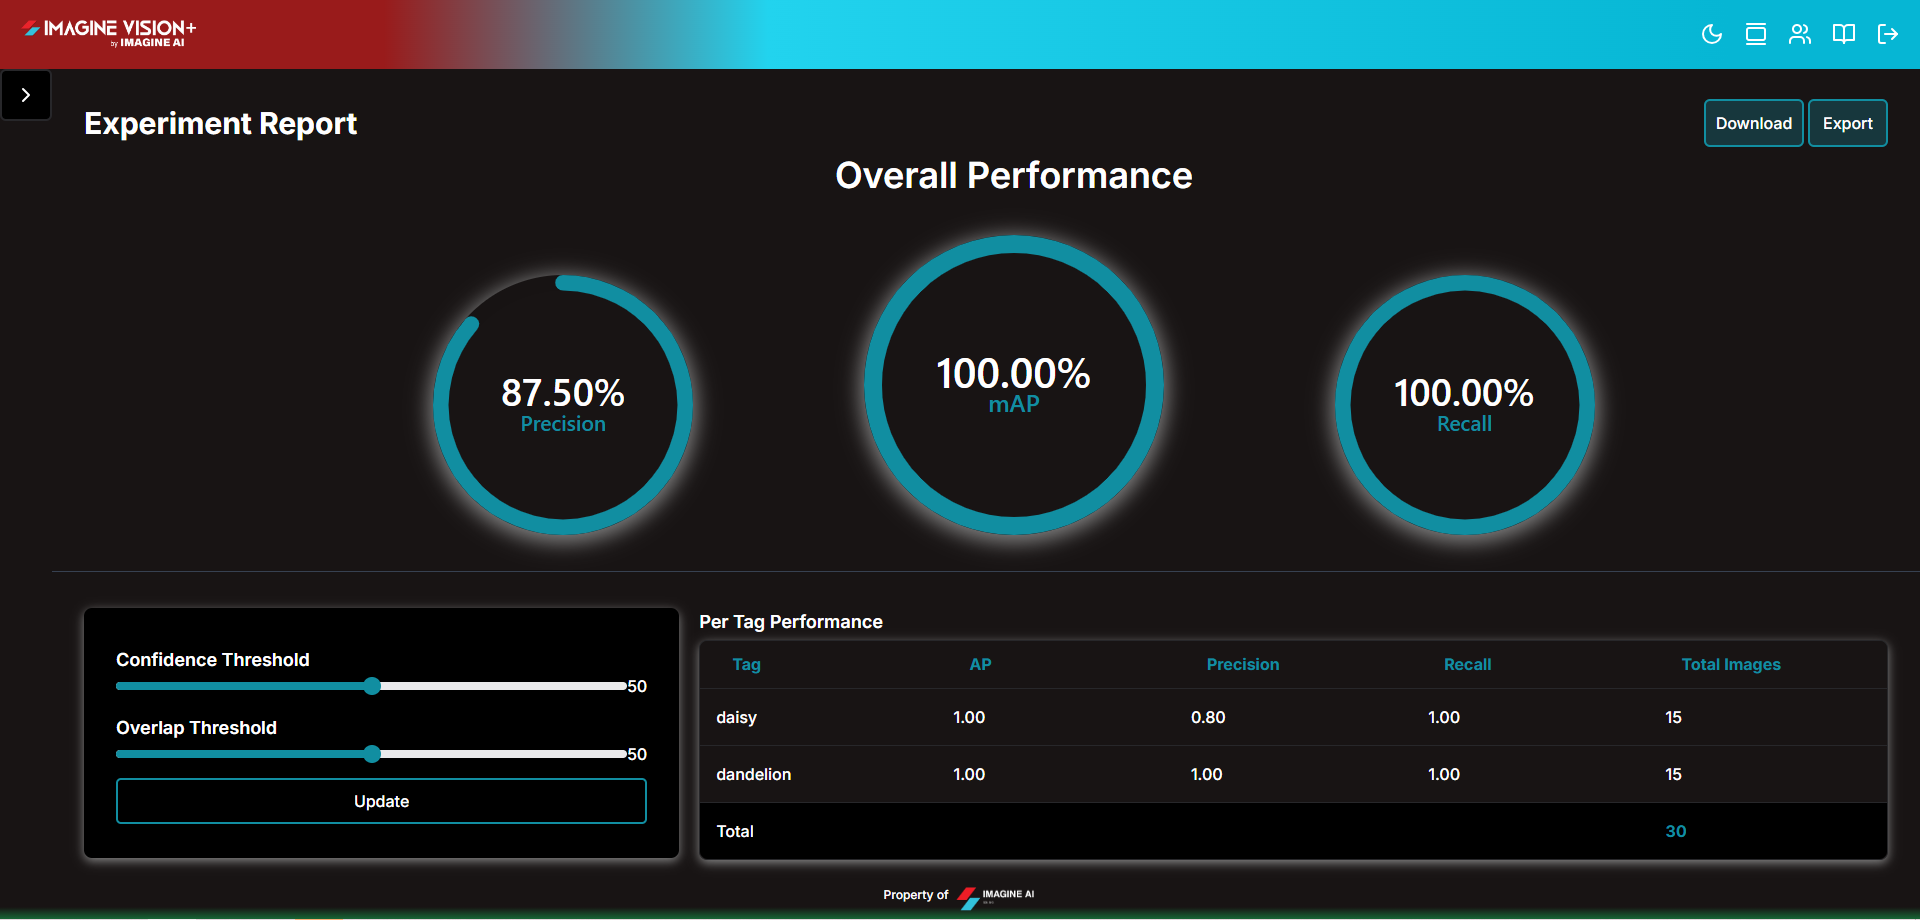 IMAGINE VISION+
by IMAGINE AI
Experiment Report
Download
Export
Overall Performance
87.50%
Precision
100.00%
mAP
100.00%
Recall
Confidence Threshold
50
Overlap Threshold
50
Update
Per Tag Performance
Tag AP Precision Recall Total Images
daisy 1.00 0.80 1.00 15
dandelion 1.00 1.00 1.00 15
Total 30
Property of IMAGINE AI